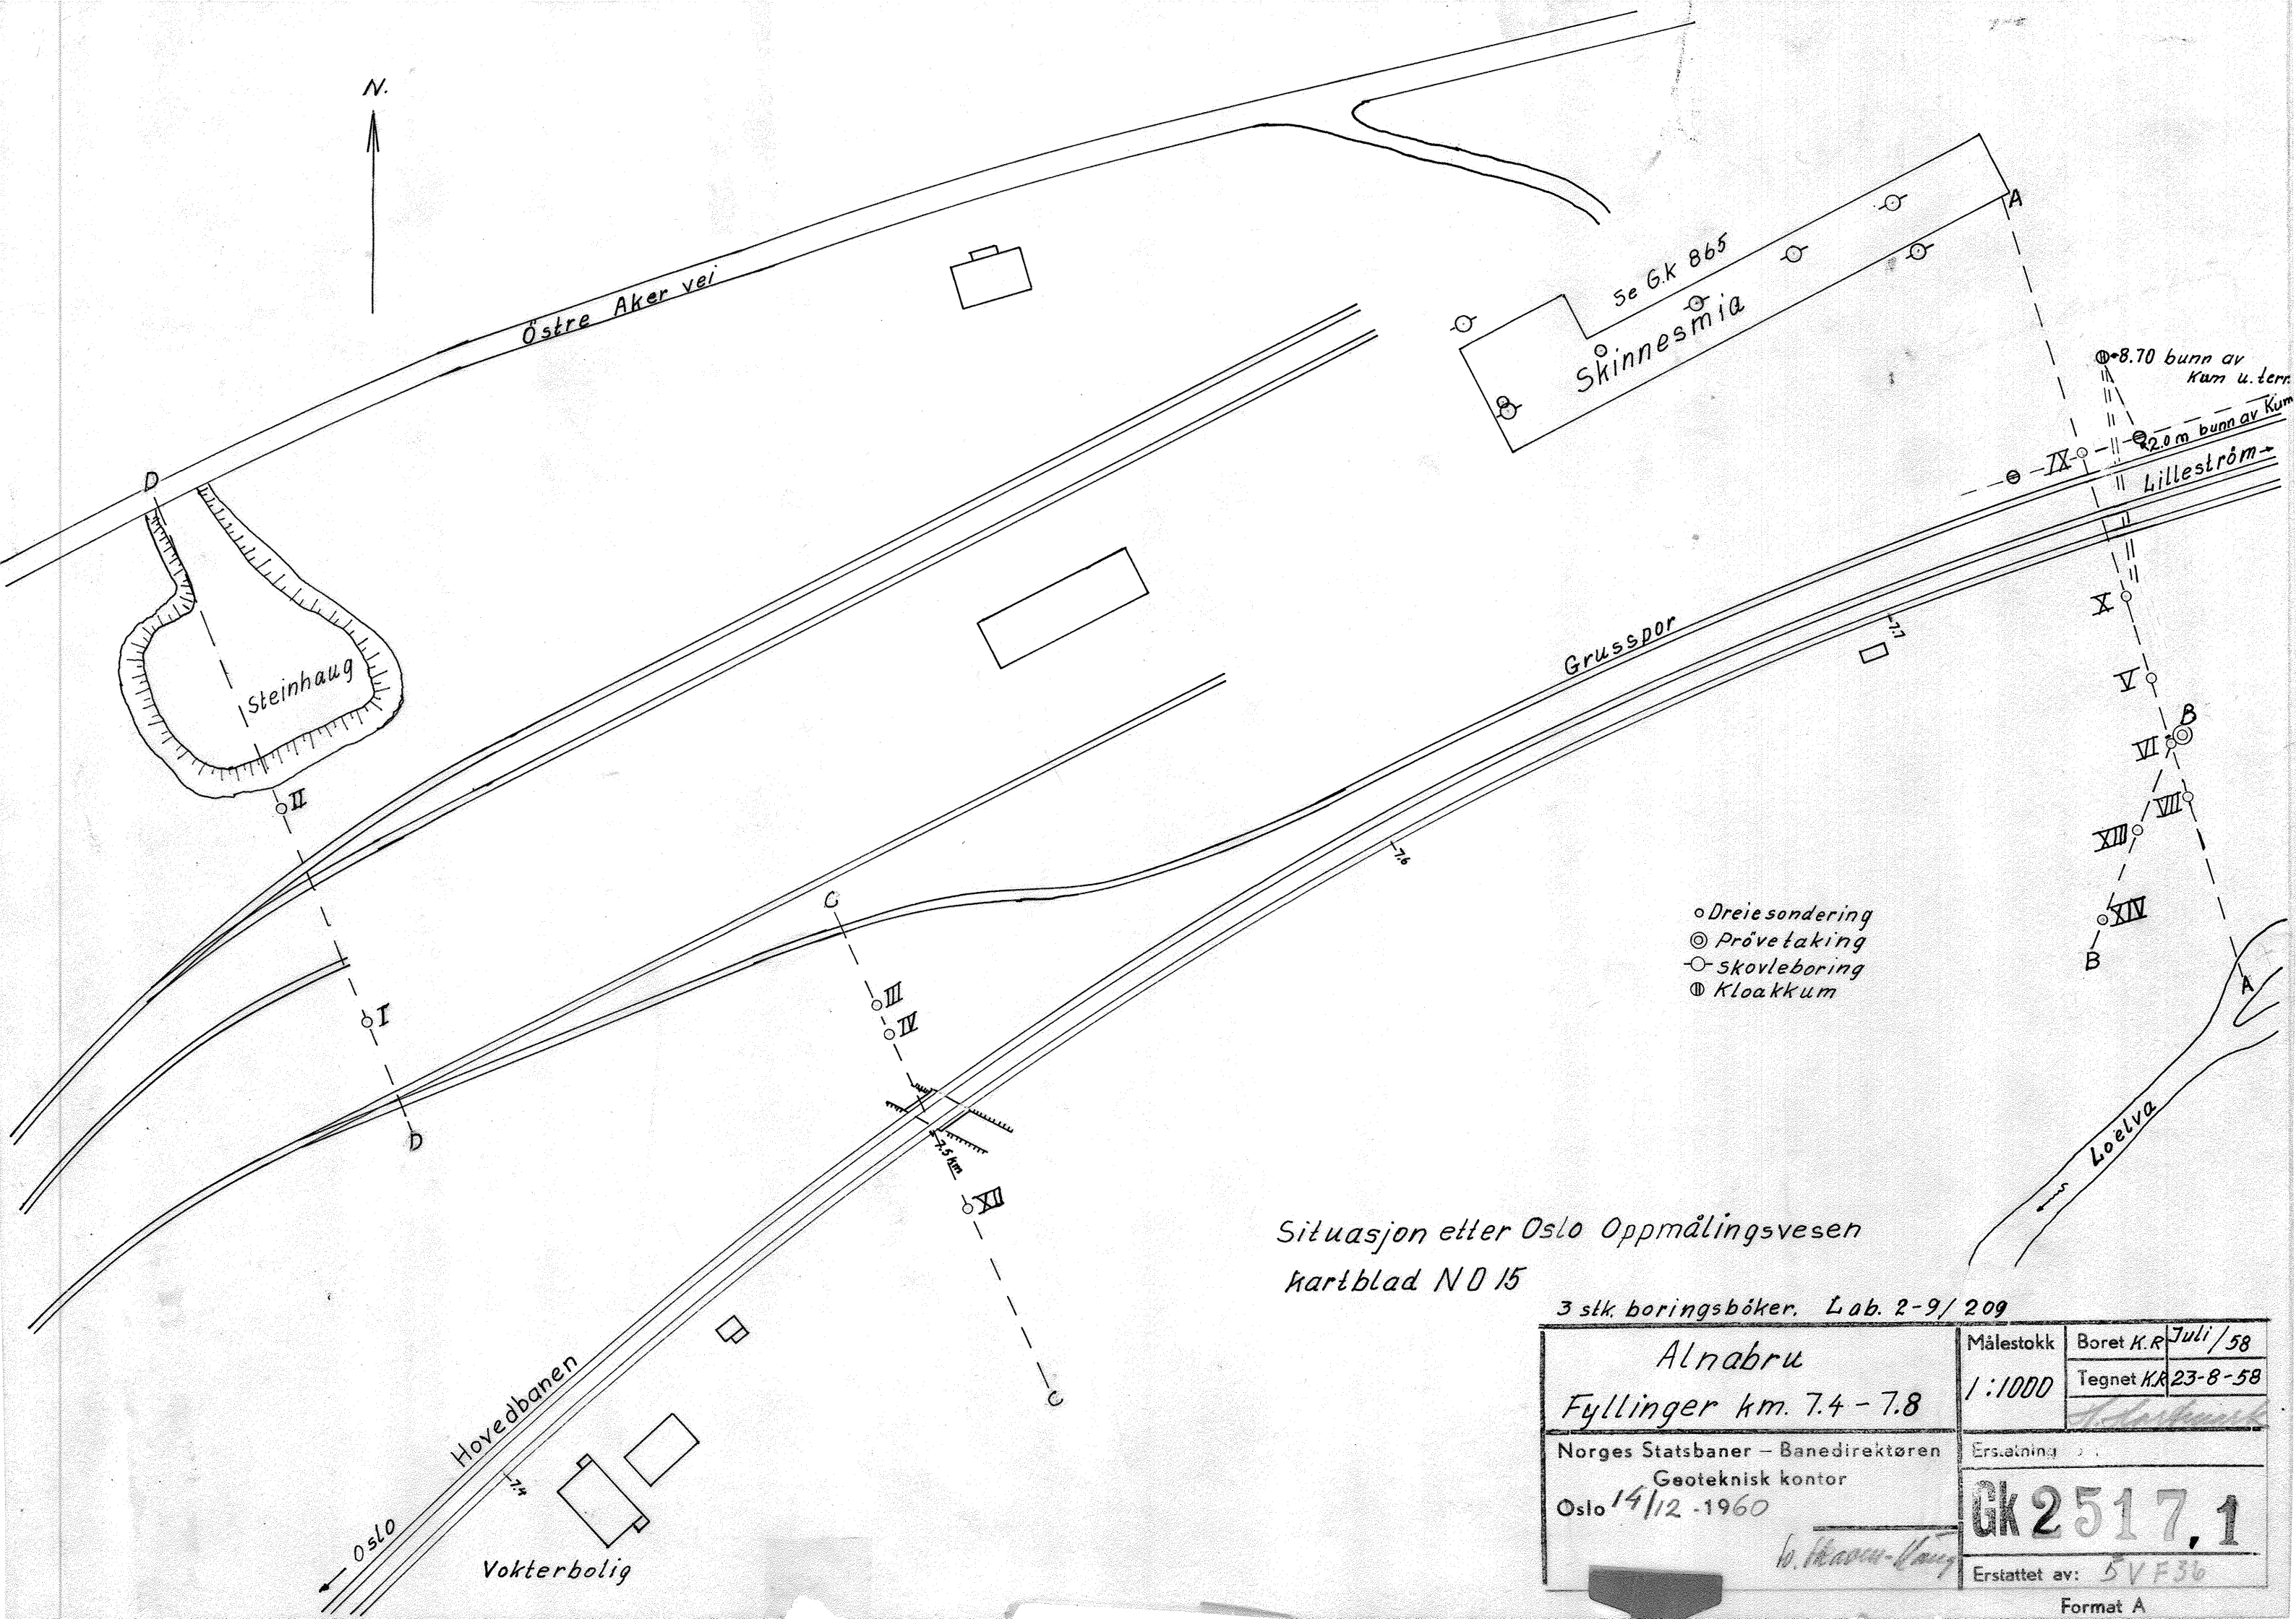 N.
Östre Aker vei
Se G.k 865
Skinnesmia
A
8.70 bunn av
Kum u. terr.
2.0 m bunn av Kum
IX
Lilleström
D
Steinhaug
II
X
7.7
Grusspor
V
B
VI
VII
XIII
XIV
B
A
7.6
C
I
III
IV
D
Dreiesondering
Prövetaking
Skovleboring
Kloakkum
7.5 km
XII
Loelva
C
Hovedbanen
7.4
Oslo
Vokterbolig
Situasjon etter Oslo Oppmålingsvesen
Kartblad NO 15
3 stk. boringsböker. Lab. 2-9/209
Alnabru
Fyllinger km. 7.4 - 7.8
Målestokk
1:1000
Boret K.R Juli/58
Tegnet K.R 23-8-58
Norges Statsbaner – Banedirektøren
Geoteknisk kontor
Oslo 14/12 -1960
Erstatning
Gk 2517.1
Erstattet av: 5VF36
Format A